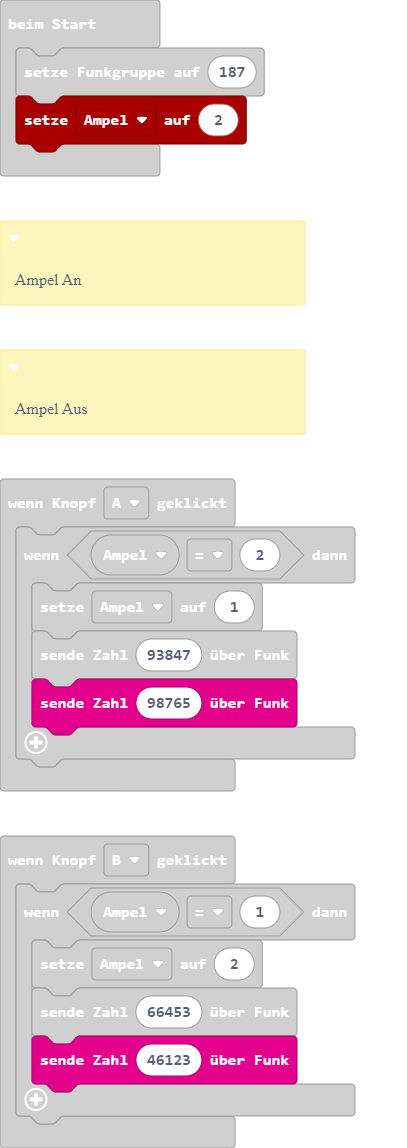 beim Start
setze Funkgruppe auf 187
setze Ampel auf 2
Ampel An
Ampel Aus
wenn Knopf A geklickt
wenn Ampel = 2 dann
setze Ampel auf 1
sende Zahl 93847 über Funk
sende Zahl 98765 über Funk
wenn Knopf B geklickt
wenn Ampel = 1 dann
setze Ampel auf 2
sende Zahl 66453 über Funk
sende Zahl 46123 über Funk